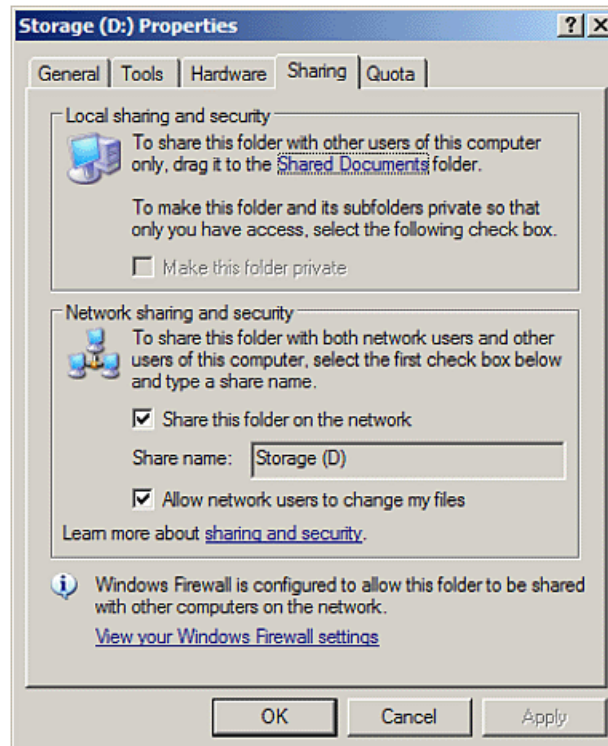 Storage (D:) Properties
General
Tools
Hardware
Sharing
Quota
Local sharing and security
To share this folder with other users of this computer
only, drag it to the Shared Documents folder.
To make this folder and its subfolders private so that
only you have access, select the following check box.
Make this folder private
Network sharing and security
To share this folder with both network users and other
users of this computer, select the first check box below
and type a share name.
Share this folder on the network
Share name: Storage (D)
Allow network users to change my files
Learn more about sharing and security.
Windows Firewall is configured to allow this folder to be shared
with other computers on the network.
View your Windows Firewall settings
OK
Cancel
Apply